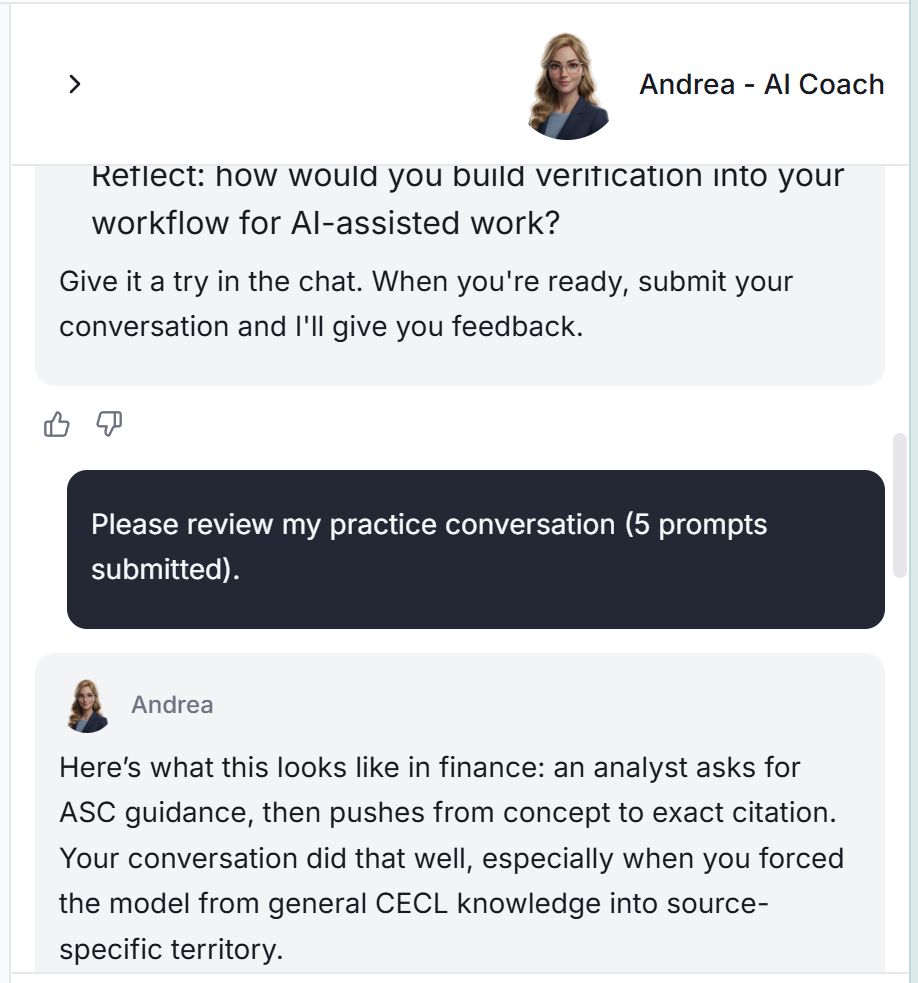 Andrea - AI Coach
Reflect: how would you build verification into your
workflow for AI-assisted work?
Give it a try in the chat. When you're ready, submit your
conversation and I'll give you feedback.
Please review my practice conversation (5 prompts
submitted).
Andrea
Here’s what this looks like in finance: an analyst asks for
ASC guidance, then pushes from concept to exact citation.
Your conversation did that well, especially when you forced
the model from general CECL knowledge into source-
specific territory.